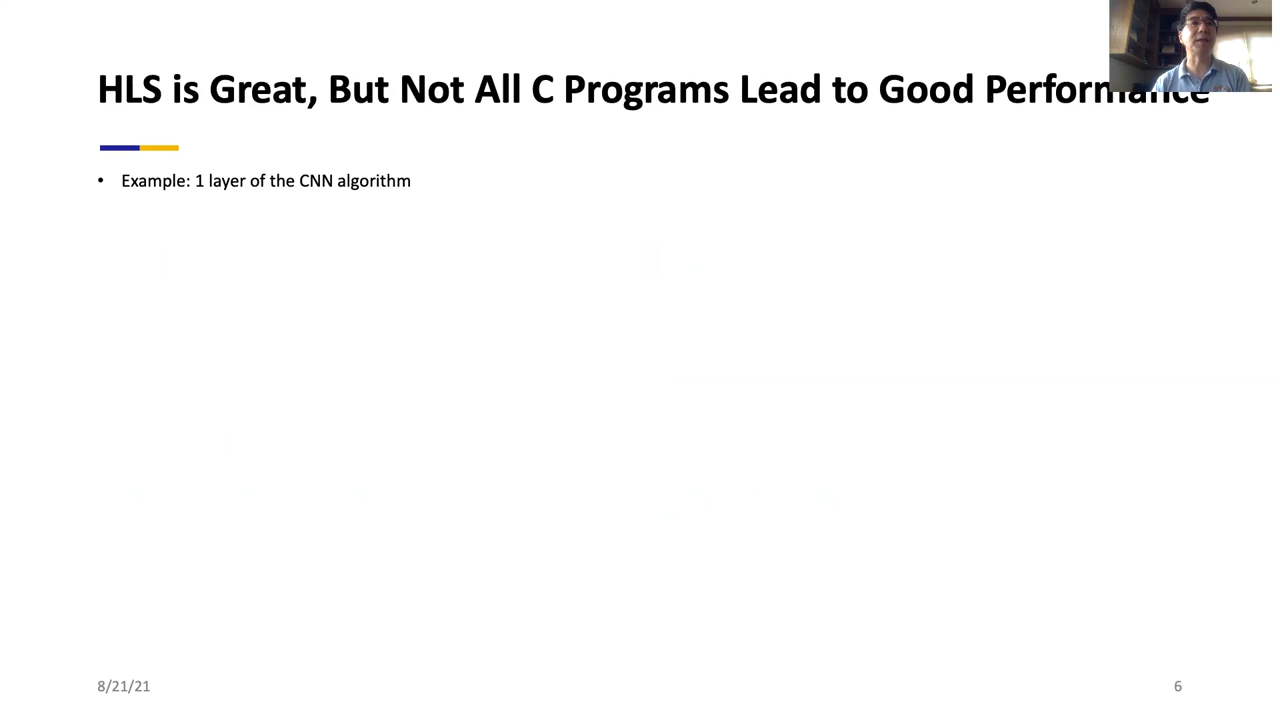 HLS is Great, But Not All C Programs Lead to Good Performance
• Example: 1 layer of the CNN algorithm
8/21/21
6